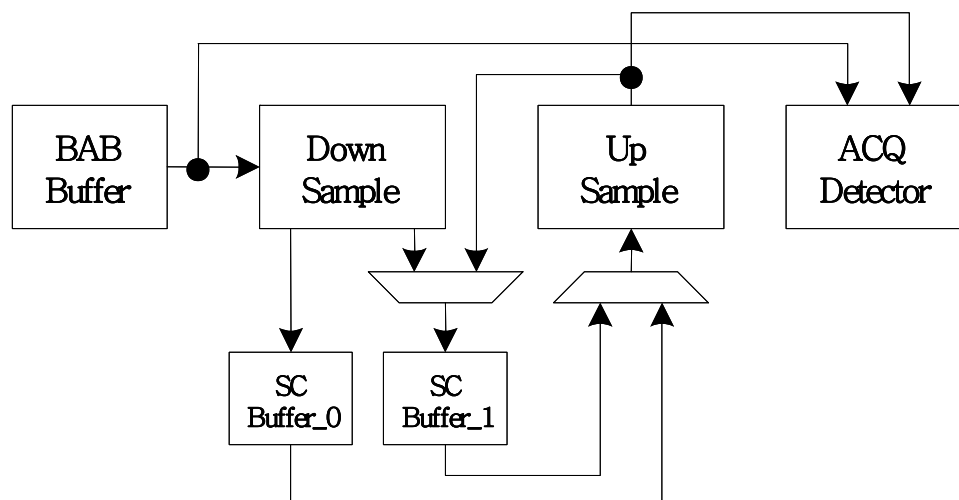 BAB
Buffer
Down
Sample
Up
Sample
ACQ
Detector
SC
Buffer_0
SC
Buffer_1